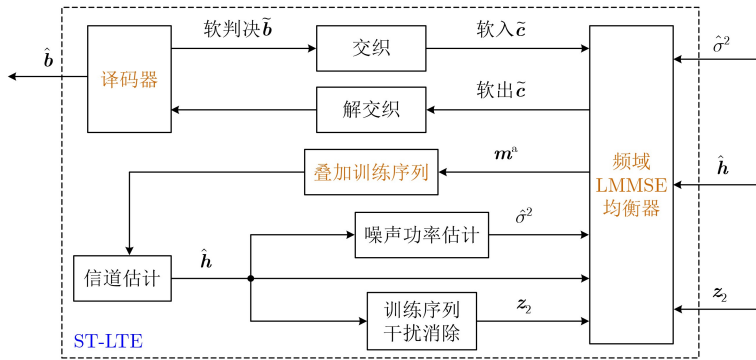 软判决b̃
交织
软入c̃
σ̂²
b̂
译码器
解交织
软出c̃
叠加训练序列
mᵃ
频域
LMMSE
均衡器
ĥ
噪声功率估计
σ̂²
信道估计
ĥ
训练序列
干扰消除
z₂
z₂
ST-LTE